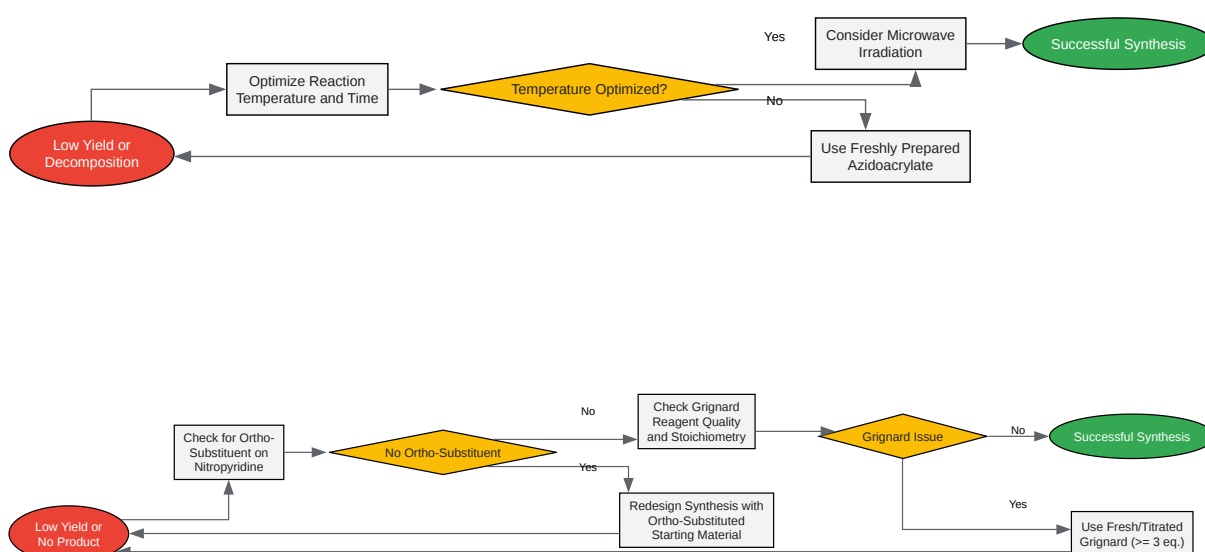 Yes
Consider Microwave
Irradiation
Successful Synthesis
Optimize Reaction
Temperature and Time
Temperature Optimized?
No
Low Yield or
Decomposition
Use Freshly Prepared
Azidoacrylate
No
Check Grignard
Reagent Quality
and Stoichiometry
Check for Ortho-
Substituent on
Nitropyridine
No Ortho-Substituent
Grignard Issue
No
Successful Synthesis
Yes
Redesign Synthesis with
Ortho-Substituted
Starting Material
Yes
Low Yield or
No Product
Use Fresh/Titrated
Grignard (>= 3 eq.)